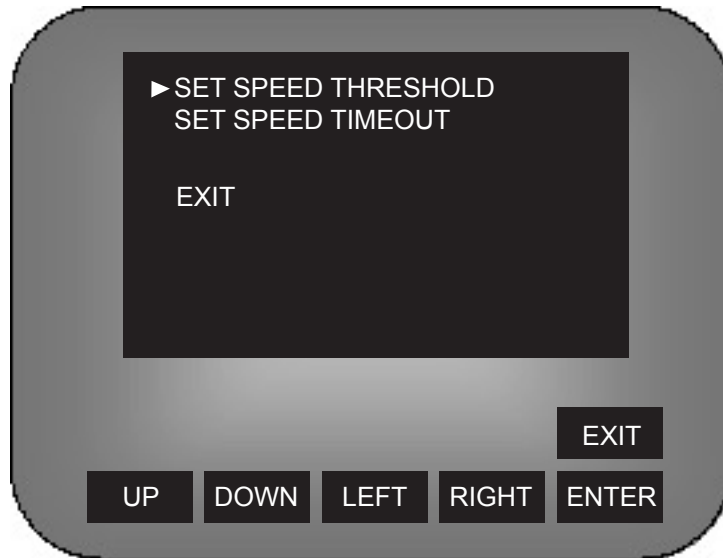 ►SET SPEED THRESHOLD
SET SPEED TIMEOUT
EXIT
EXIT
UP DOWN LEFT RIGHT ENTER